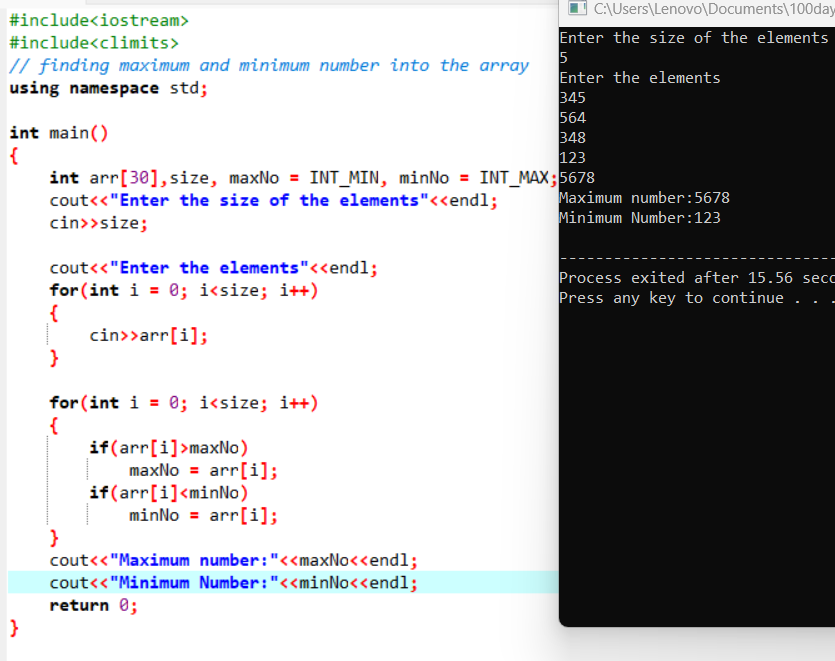 #include<iostream>
#include<climits>
// finding maximum and minimum number into the array
using namespace std;
int main()
{
int arr[30],size, maxNo = INT_MIN, minNo = INT_MAX;
cout<<"Enter the size of the elements"<<endl;
cin>>size;
cout<<"Enter the elements"<<endl;
for(int i = 0; i<size; i++)
{
cin>>arr[i];
}
for(int i = 0; i<size; i++)
{
if(arr[i]>maxNo)
maxNo = arr[i];
if(arr[i]<minNo)
minNo = arr[i];
}
cout<<"Maximum number:"<<maxNo<<endl;
cout<<"Minimum Number:"<<minNo<<endl;
return 0;
}
C:\Users\Lenovo\Documents\100day
Enter the size of the elements
5
Enter the elements
345
564
348
123
5678
Maximum number:5678
Minimum Number:123
--------------------------------
Process exited after 15.56 seco
Press any key to continue . . .